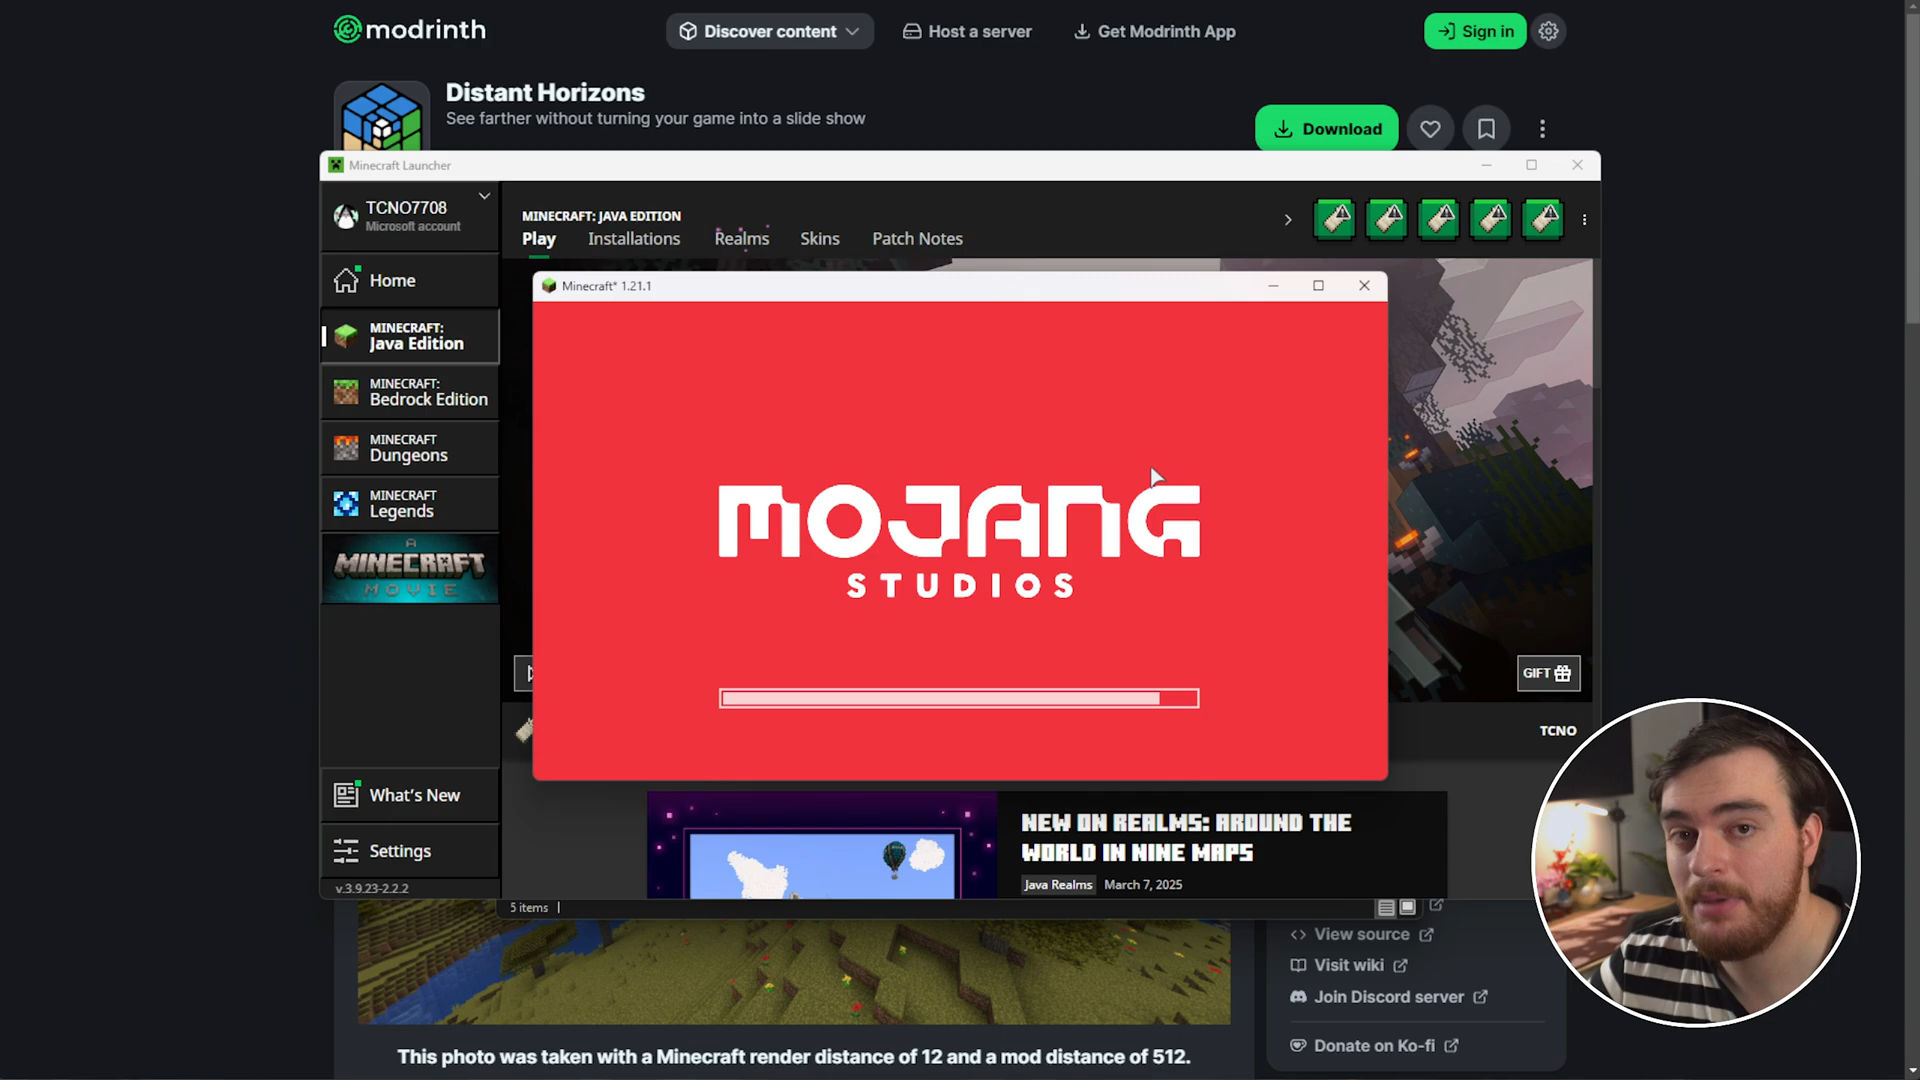 modrinth
Discover content
Host a server
Get Modrinth App
Sign in
Distant Horizons
See farther without turning your game into a slide show
Download
Minecraft Launcher
TCNO7708
Microsoft account
MINECRAFT: JAVA EDITION
Play
Installations
Realms
Skins
Patch Notes
Home
MINECRAFT:
Java Edition
MINECRAFT:
Bedrock Edition
MINECRAFT
Dungeons
MINECRAFT
Legends
A
MINECRAFT
MOVIE
What's New
Settings
v.3.9.23-2.2.2
Minecraft* 1.21.1
MOJANG
STUDIOS
GIFT
TCNO
NEW ON REALMS: AROUND THE
WORLD IN NINE MAPS
Java Realms
March 7, 2025
5 items
View source
Visit wiki
Join Discord server
Donate on Ko-fi
This photo was taken with a Minecraft render distance of 12 and a mod distance of 512.